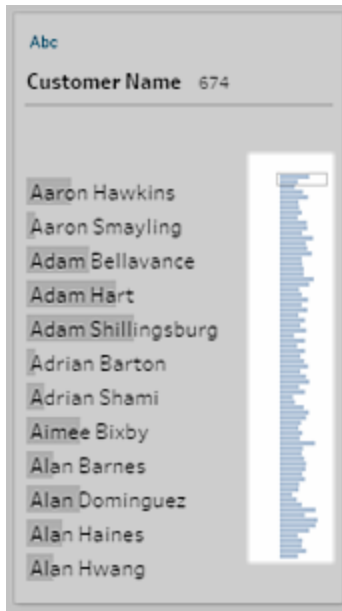 Abc
Customer Name 674
Aaron Hawkins
Aaron Smayling
Adam Bellavance
Adam Hart
Adam Shillingsburg
Adrian Barton
Adrian Shami
Aimee Bixby
Alan Barnes
Alan Dominguez
Alan Haines
Alan Hwang